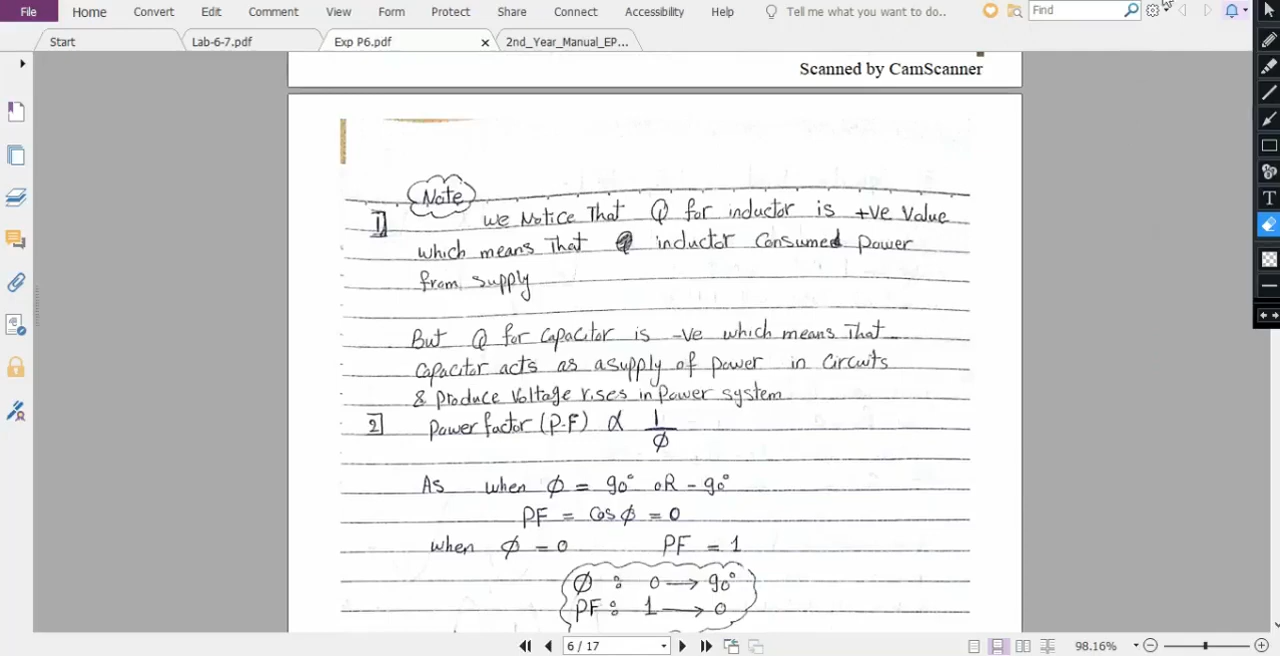 File Home Convert Edit Comment View Form Protect Share Connect Accessibility Help Tell me what you want to do.. Find
Start Lab-6-7.pdf Exp P6.pdf 2nd_Year_Manual_EP...
Scanned by CamScanner
Note
1 we Notice That Q for inductor is +ve Value
which means That inductor Consumed power
from supply
But Q for Capacitor is -ve which means That
Capacitor acts as a supply of power in Circuits
& produce voltage rises in power system
2 Power factor (P.F) ∝ 1/φ
As when φ = 90° OR - 90°
PF = Cos φ = 0
when φ = 0 PF = 1
φ : 0 → 90°
PF : 1 → 0
6 / 17
98.16%